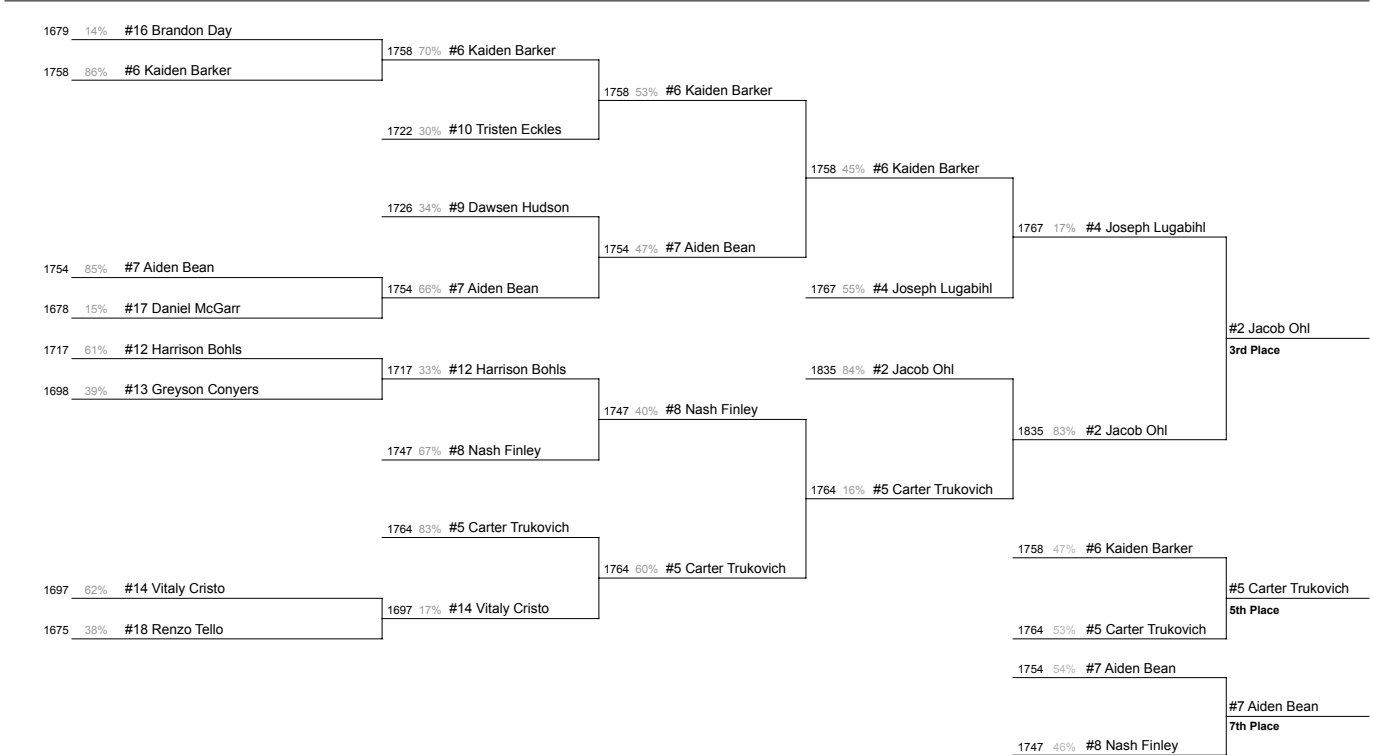 1679 14% #16 Brandon Day
1758 86% #6 Kaiden Barker
1758 70% #6 Kaiden Barker
1722 30% #10 Tristen Eckles
1758 53% #6 Kaiden Barker
1726 34% #9 Dawsen Hudson
1754 47% #7 Aiden Bean
1754 85% #7 Aiden Bean
1678 15% #17 Daniel McGarr
1754 66% #7 Aiden Bean
1758 45% #6 Kaiden Barker
1767 55% #4 Joseph Lugabihl
1767 17% #4 Joseph Lugabihl
1717 61% #12 Harrison Bohls
1698 39% #13 Greyson Conyers
1717 33% #12 Harrison Bohls
1747 67% #8 Nash Finley
1747 40% #8 Nash Finley
1764 83% #5 Carter Trukovich
1764 60% #5 Carter Trukovich
1697 62% #14 Vitaly Cristo
1675 38% #18 Renzo Tello
1697 17% #14 Vitaly Cristo
1835 84% #2 Jacob Ohl
1764 16% #5 Carter Trukovich
1835 83% #2 Jacob Ohl
#2 Jacob Ohl
3rd Place
1758 47% #6 Kaiden Barker
1764 53% #5 Carter Trukovich
#5 Carter Trukovich
5th Place
1754 54% #7 Aiden Bean
1747 46% #8 Nash Finley
#7 Aiden Bean
7th Place